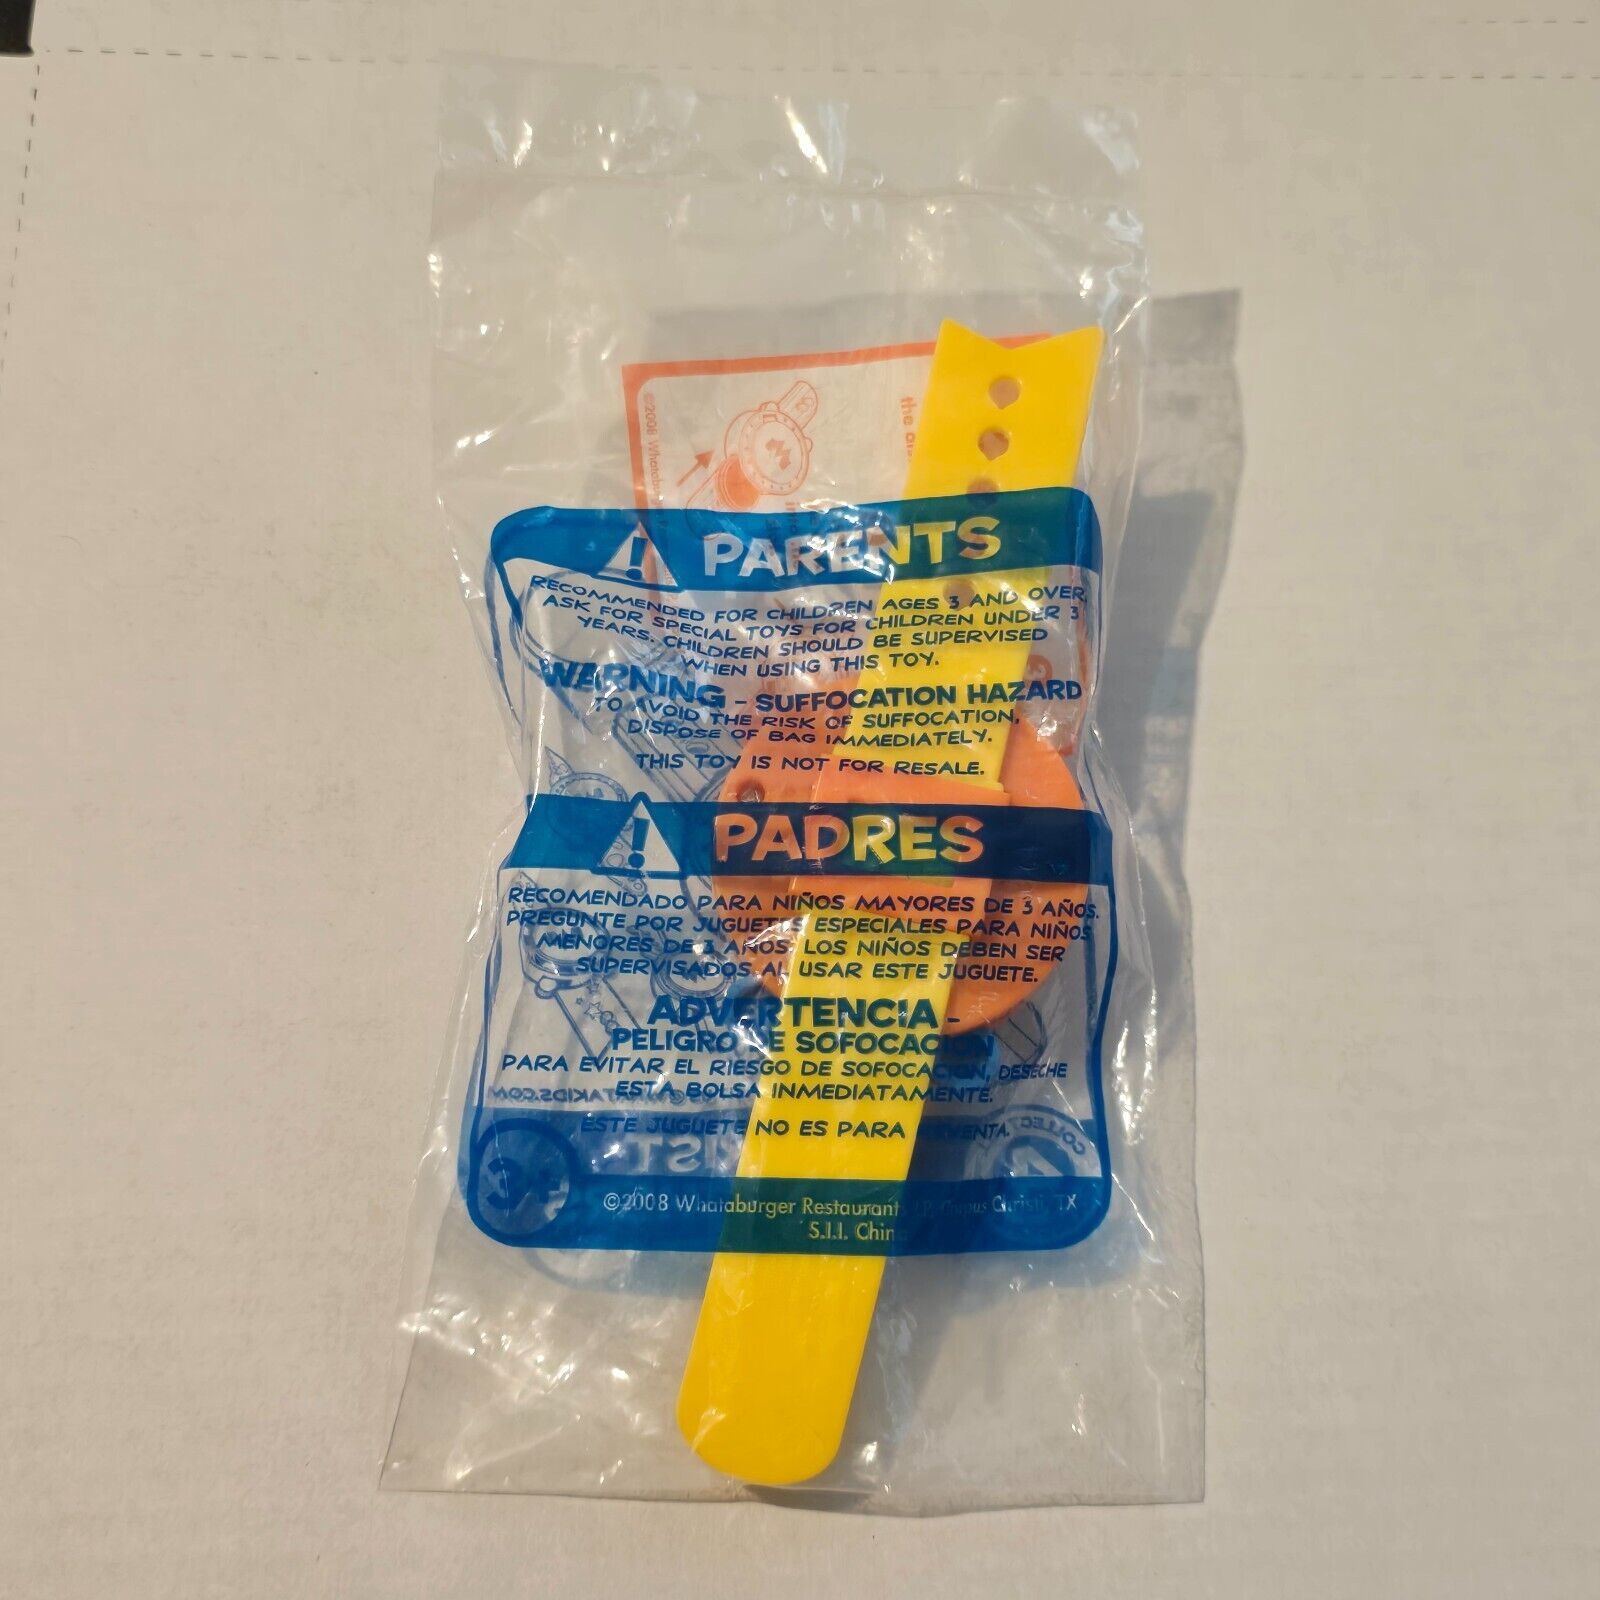 ©2008 Whatabu
the
PARENTS
RECOMMENDED FOR CHILDREN AGES 3 AND OVER.
ASK FOR SPECIAL TOYS FOR CHILDREN UNDER 3
YEARS. CHILDREN SHOULD BE SUPERVISED
WHEN USING THIS TOY.
WARNING - SUFFOCATION HAZARD
TO AVOID THE RISK OF SUFFOCATION,
DISPOSE OF BAG IMMEDIATELY.
THIS TOY IS NOT FOR RESALE.
PADRES
RECOMENDADO PARA NIÑOS MAYORES DE 3 AÑOS.
PREGUNTE POR JUGUETES ESPECIALES PARA NIÑOS
MENORES DE 3 AÑOS. LOS NIÑOS DEBEN SER
SUPERVISADOS AL USAR ESTE JUGUETE.
ADVERTENCIA -
PELIGRO DE SOFOCACION
PARA EVITAR EL RIESGO DE SOFOCACION, DESECHE
ESTA BOLSA INMEDIATAMENTE.
ESTE JUGUETE NO ES PARA VENTA.
©2008 Whataburger Restaurants LP, Corpus Christi, TX
S.I.I. China